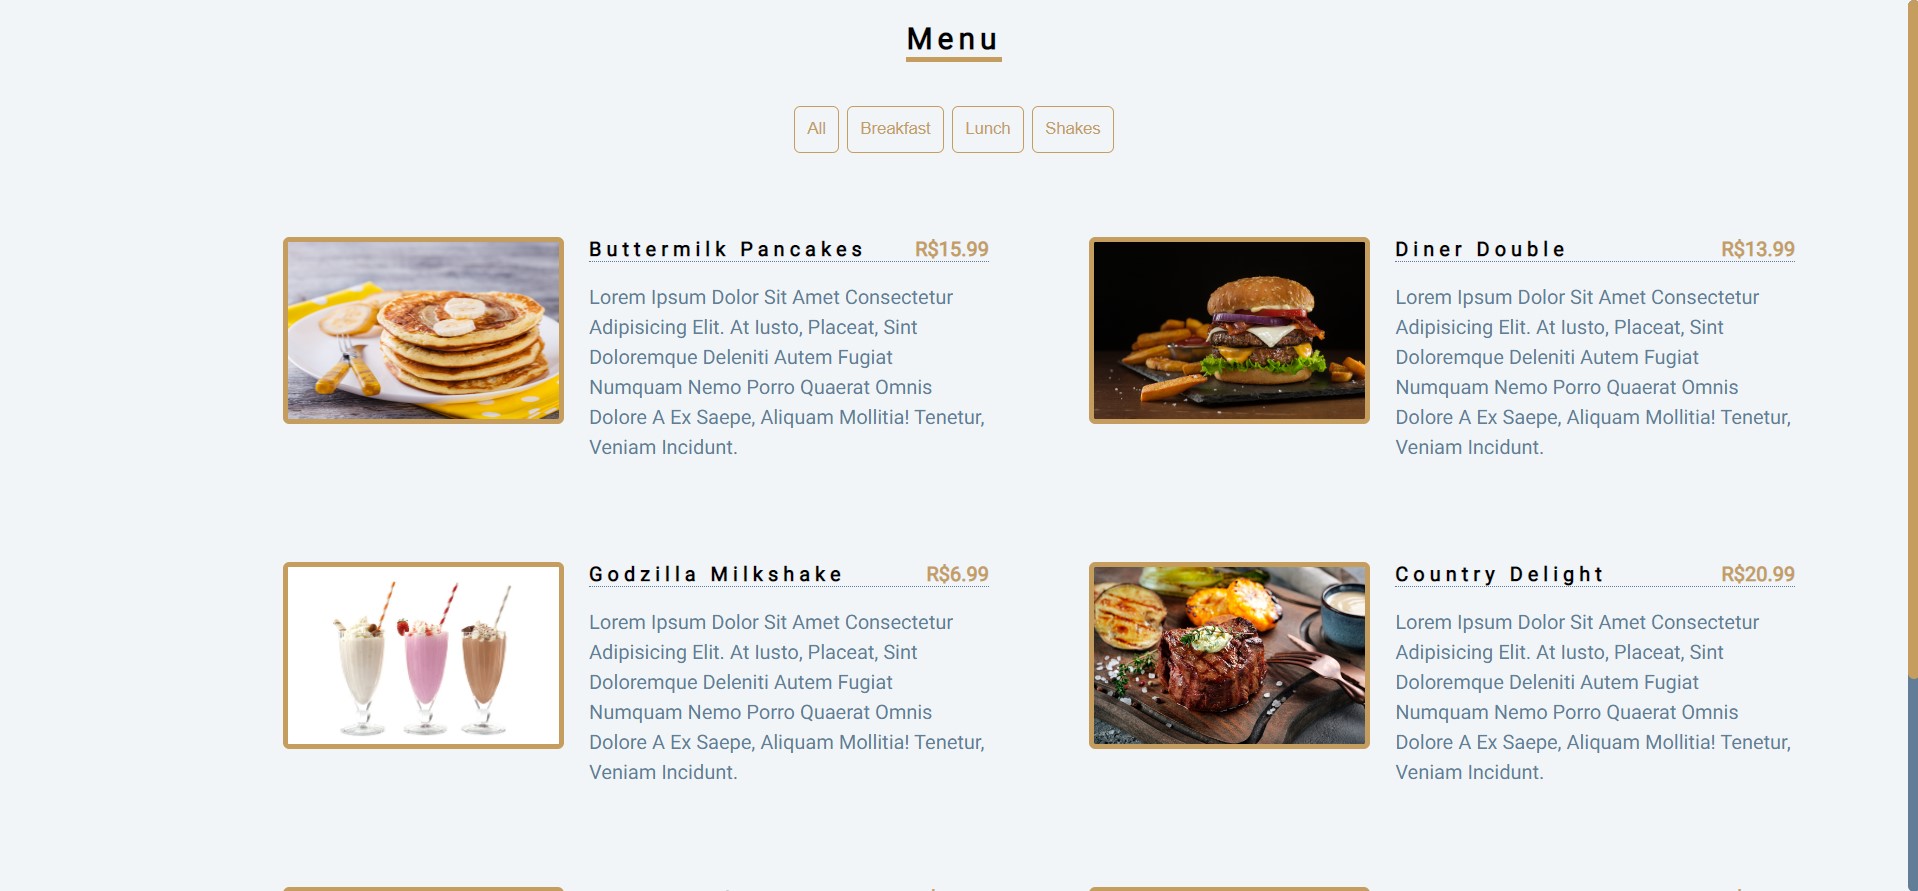 Menu
All
Breakfast
Lunch
Shakes
Buttermilk Pancakes
R$15.99
Lorem Ipsum Dolor Sit Amet Consectetur
Adipisicing Elit. At Iusto, Placeat, Sint
Doloremque Deleniti Autem Fugiat
Numquam Nemo Porro Quaerat Omnis
Dolore A Ex Saepe, Aliquam Mollitia! Tenetur,
Veniam Incidunt.
Diner Double
R$13.99
Lorem Ipsum Dolor Sit Amet Consectetur
Adipisicing Elit. At Iusto, Placeat, Sint
Doloremque Deleniti Autem Fugiat
Numquam Nemo Porro Quaerat Omnis
Dolore A Ex Saepe, Aliquam Mollitia! Tenetur,
Veniam Incidunt.
Godzilla Milkshake
R$6.99
Lorem Ipsum Dolor Sit Amet Consectetur
Adipisicing Elit. At Iusto, Placeat, Sint
Doloremque Deleniti Autem Fugiat
Numquam Nemo Porro Quaerat Omnis
Dolore A Ex Saepe, Aliquam Mollitia! Tenetur,
Veniam Incidunt.
Country Delight
R$20.99
Lorem Ipsum Dolor Sit Amet Consectetur
Adipisicing Elit. At Iusto, Placeat, Sint
Doloremque Deleniti Autem Fugiat
Numquam Nemo Porro Quaerat Omnis
Dolore A Ex Saepe, Aliquam Mollitia! Tenetur,
Veniam Incidunt.